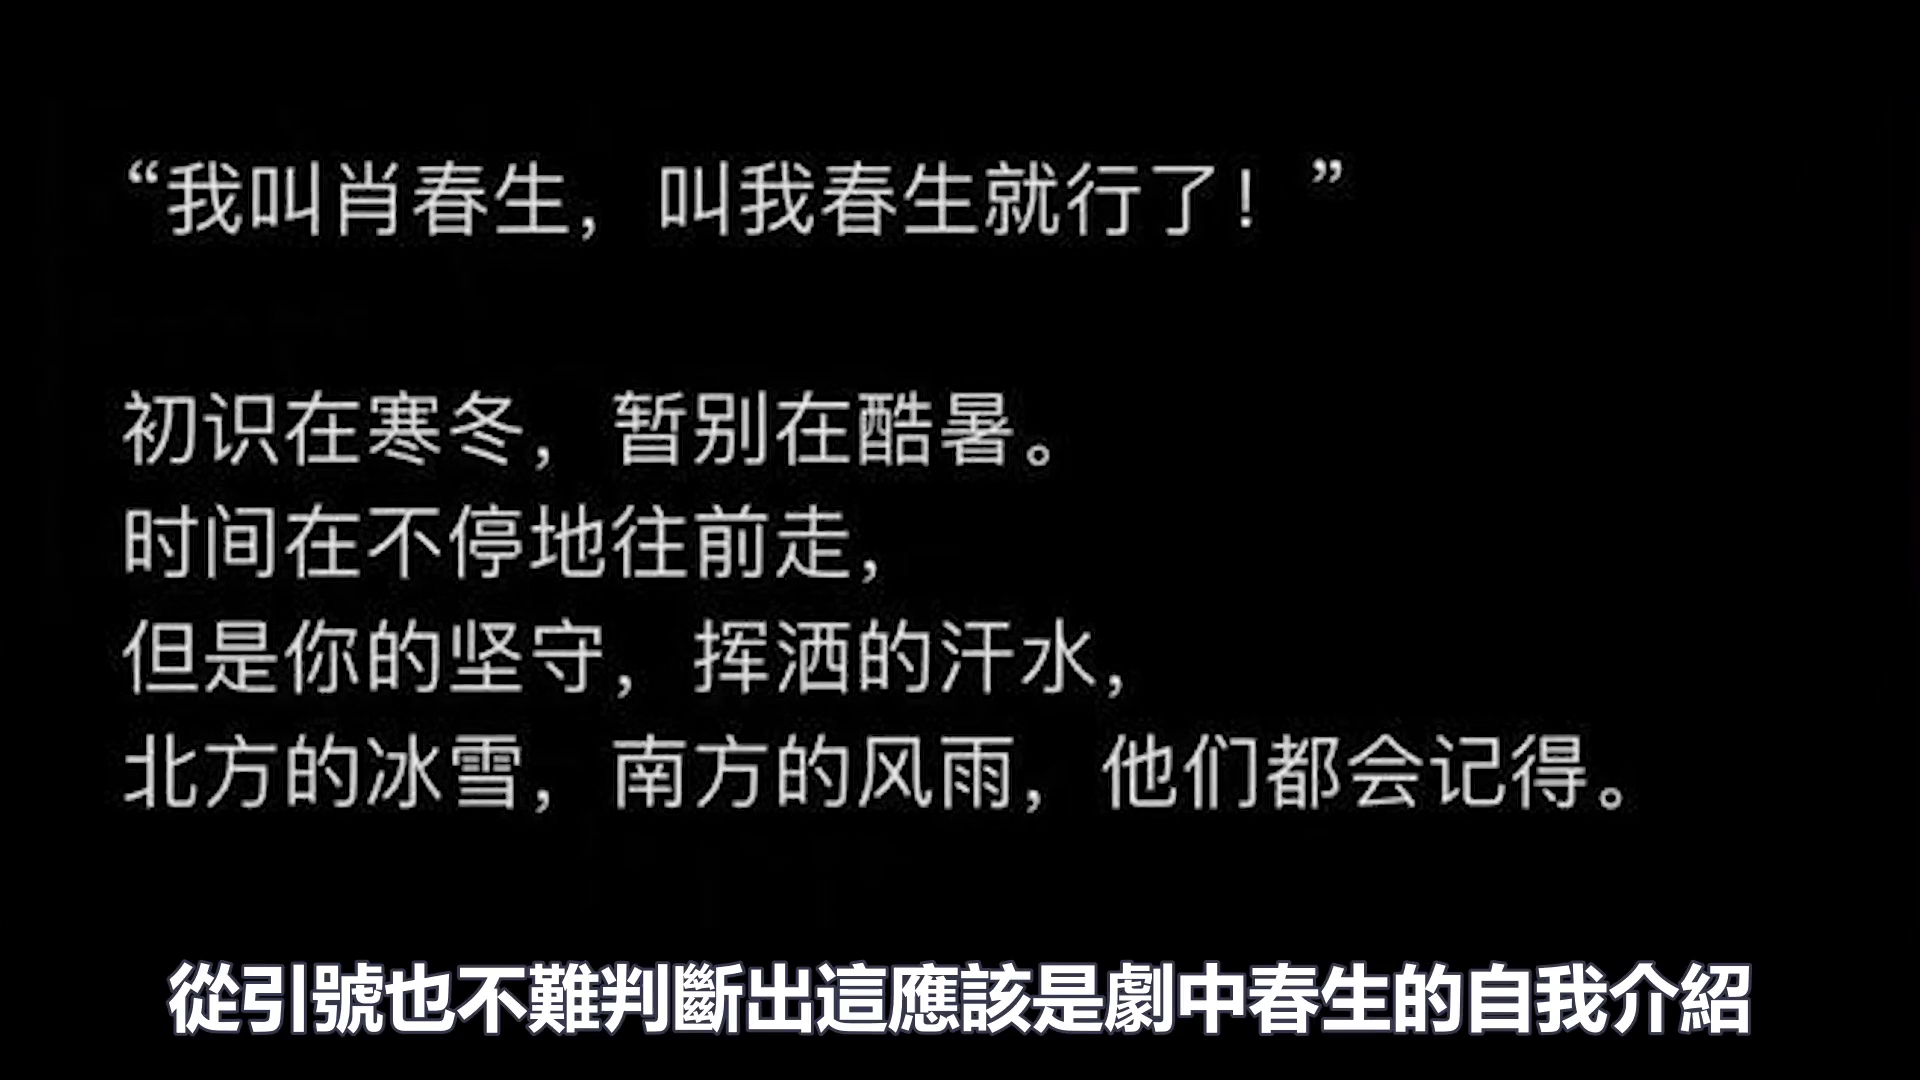 “我叫肖春生，叫我春生就行了！”
初识在寒冬，暂别在酷暑。
时间在不停地往前走，
但是你的坚守，挥洒的汗水，
北方的冰雪，南方的风雨，他们都会记得。
從引號也不難判斷出這應該是劇中春生的自我介紹